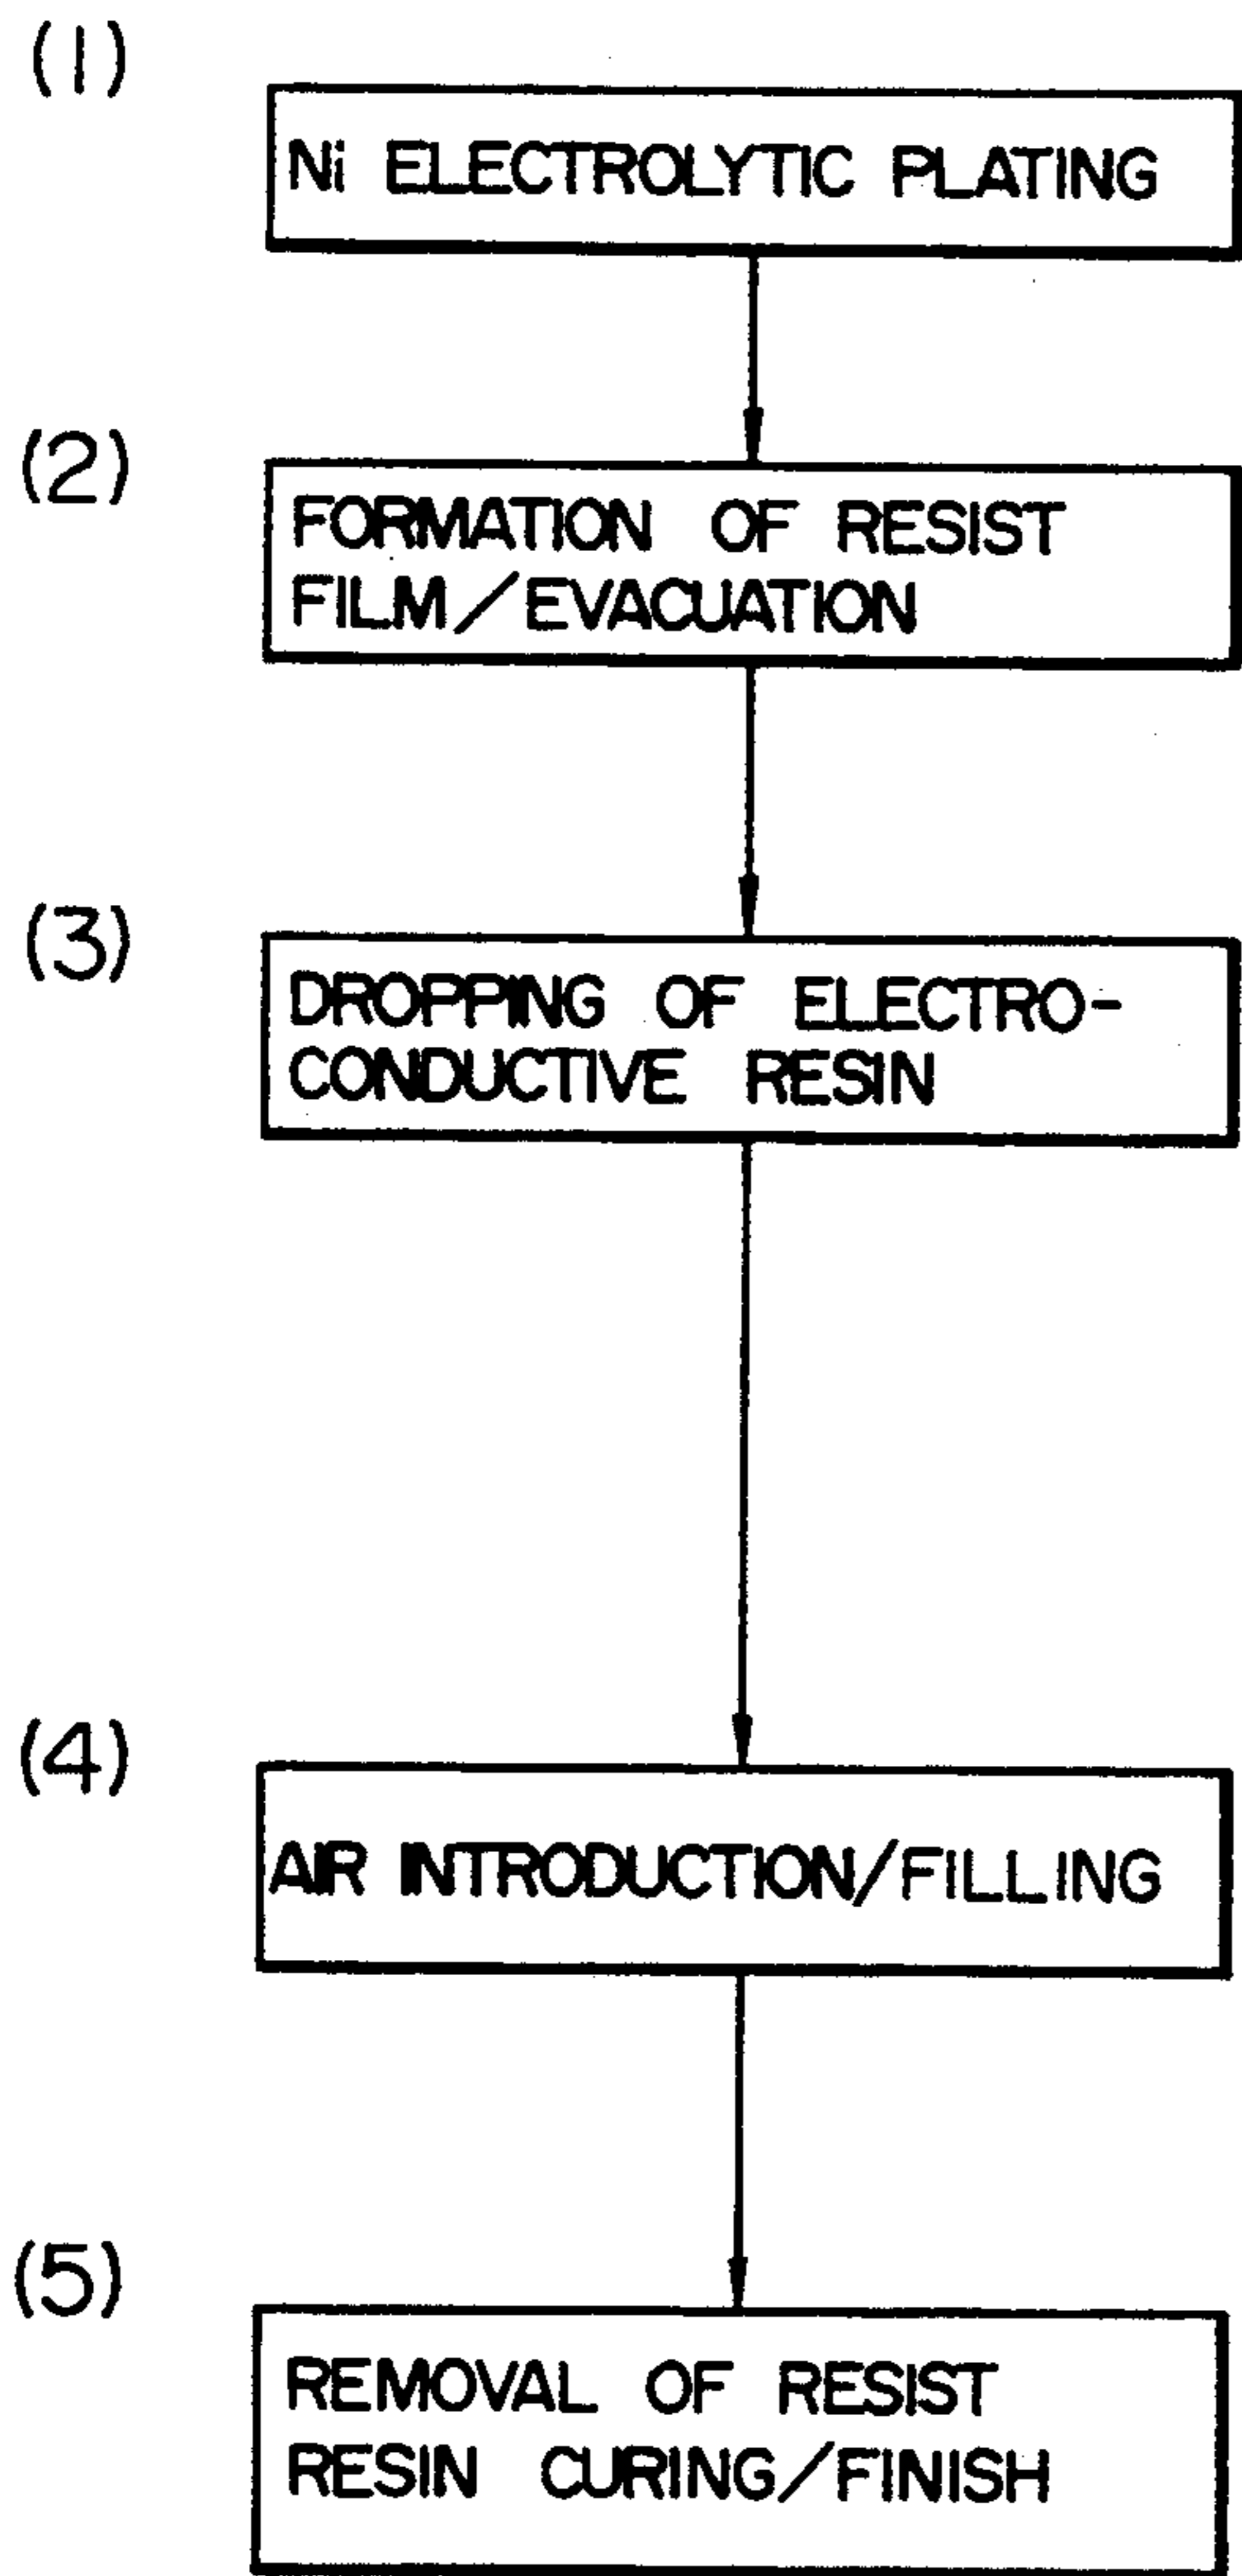 (1)
Ni ELECTROLYTIC PLATING
(2)
FORMATION OF RESIST
FILM/EVACUATION
(3)
DROPPING OF ELECTRO-
CONDUCTIVE RESIN
(4)
AIR INTRODUCTION/FILLING
(5)
REMOVAL OF RESIST
RESIN CURING/FINISH